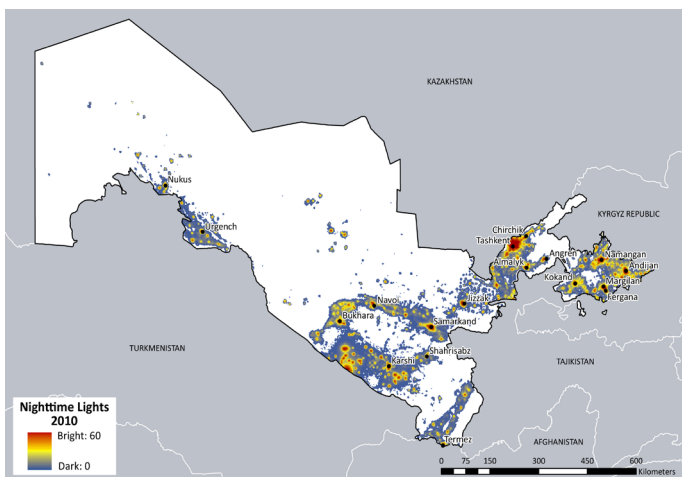 KAZAKHSTAN
Nukus
KYRGYZ REPUBLIC
Urgench
Chirchik
Tashkent
Namangan
Angren
Almalyk
Andijan
Kokand
Margilan
Fergana
Navoi
Jizzak
Bukhara
Samarkand
TURKMENISTAN
Shahrisabz
Karshi
TAJIKISTAN
Nighttime Lights
2010
Bright: 60
Dark: 0
Termez
AFGHANISTAN
0 75 150 300 450 600
Kilometers